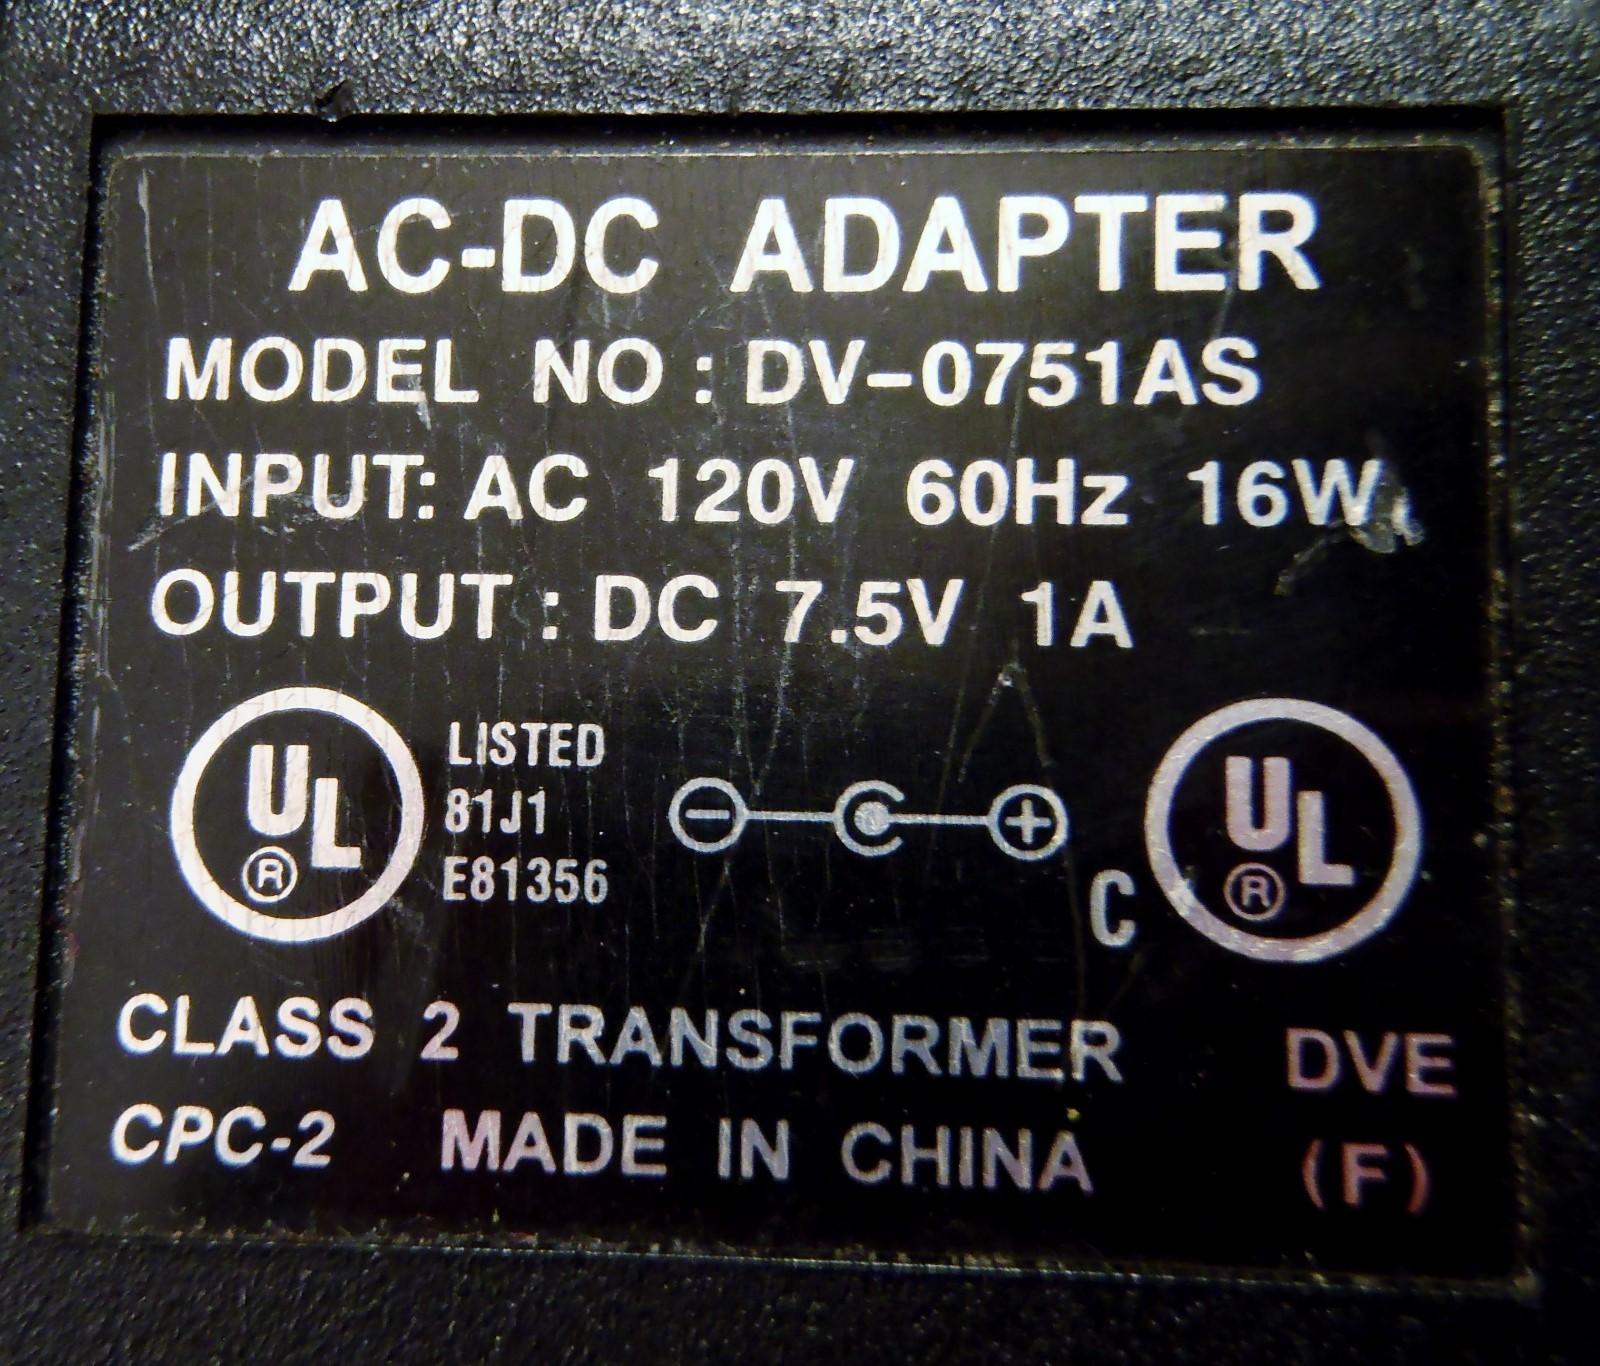 AC-DC ADAPTER
MODEL NO : DV-0751AS
INPUT: AC 120V 60Hz 16W
OUTPUT : DC 7.5V 1A
UL ®
LISTED
81J1
E81356
− +
C UL ®
CLASS 2 TRANSFORMER DVE
CPC-2 MADE IN CHINA (F)